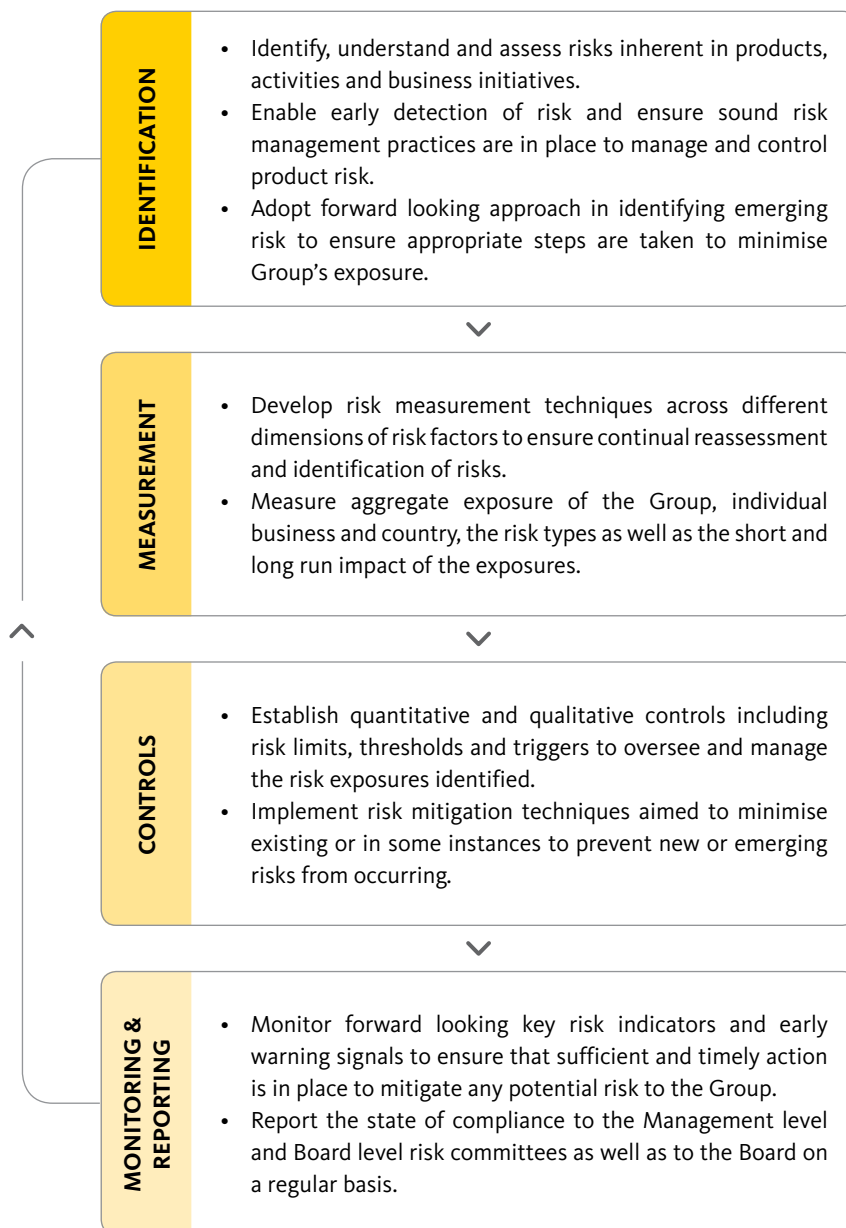 IDENTIFICATION
• Identify, understand and assess risks inherent in products,
activities and business initiatives.
• Enable early detection of risk and ensure sound risk
management practices are in place to manage and control
product risk.
• Adopt forward looking approach in identifying emerging
risk to ensure appropriate steps are taken to minimise
Group’s exposure.
MEASUREMENT
• Develop risk measurement techniques across different
dimensions of risk factors to ensure continual reassessment
and identification of risks.
• Measure aggregate exposure of the Group, individual
business and country, the risk types as well as the short and
long run impact of the exposures.
CONTROLS
• Establish quantitative and qualitative controls including
risk limits, thresholds and triggers to oversee and manage
the risk exposures identified.
• Implement risk mitigation techniques aimed to minimise
existing or in some instances to prevent new or emerging
risks from occurring.
MONITORING &
REPORTING
• Monitor forward looking key risk indicators and early
warning signals to ensure that sufficient and timely action
is in place to mitigate any potential risk to the Group.
• Report the state of compliance to the Management level
and Board level risk committees as well as to the Board on
a regular basis.